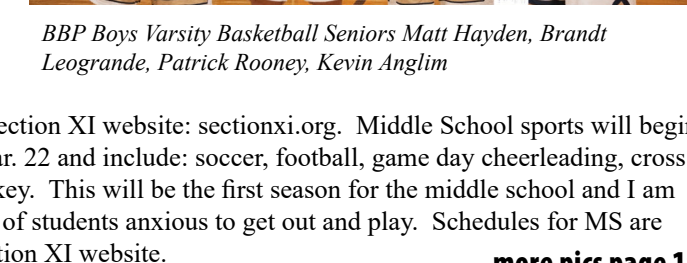 BBP Boys Varsity Basketball Seniors Matt Hayden, Brandt
Leogrande, Patrick Rooney, Kevin Anglim
ection XI website: sectionxi.org.  Middle School sports will begin
ar. 22 and include: soccer, football, game day cheerleading, cross
key.  This will be the first season for the middle school and I am
of students anxious to get out and play.  Schedules for MS are
tion XI website.
more pics page 1